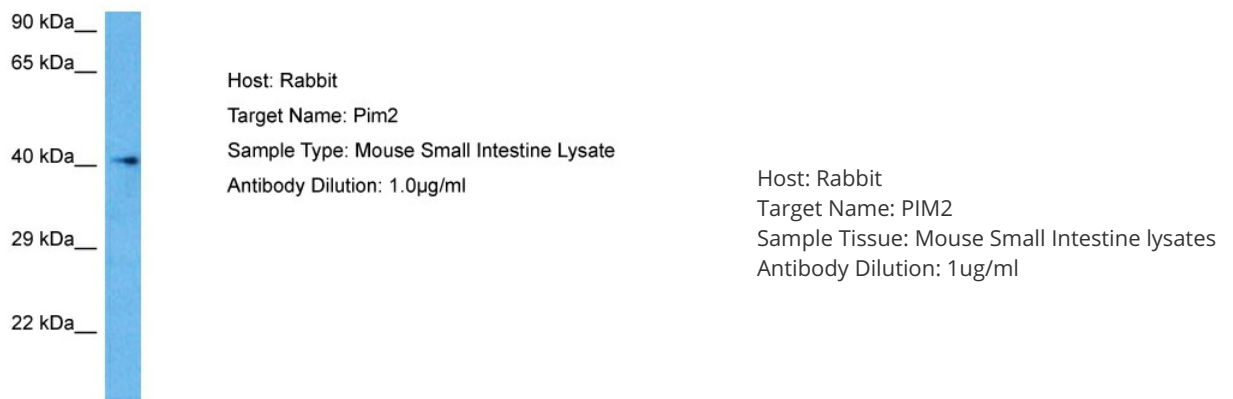 90 kDa__
65 kDa__
40 kDa__
29 kDa__
22 kDa__
Host: Rabbit
Target Name: Pim2
Sample Type: Mouse Small Intestine Lysate
Antibody Dilution: 1.0µg/ml
Host: Rabbit
Target Name: PIM2
Sample Tissue: Mouse Small Intestine lysates
Antibody Dilution: 1ug/ml